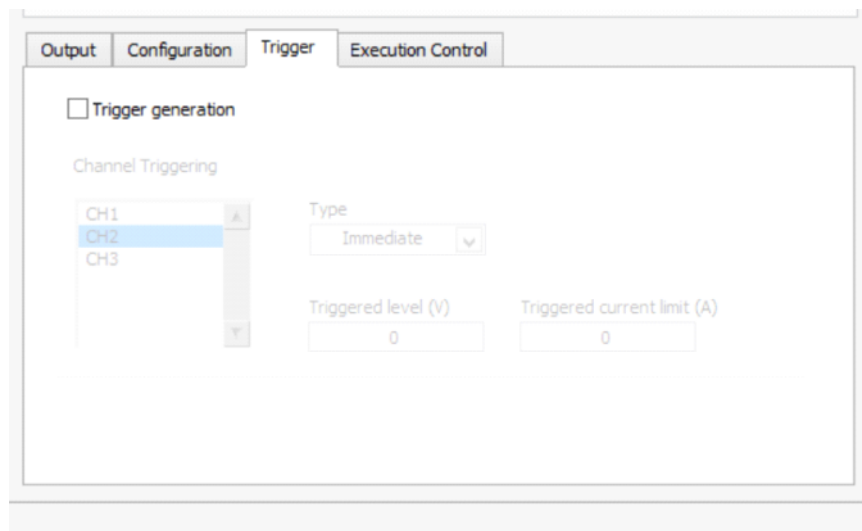 Output Configuration Trigger Execution Control
Trigger generation
Channel Triggering
CH1
CH2
CH3
Type
Immediate
Triggered level (V) Triggered current limit (A)
0 0